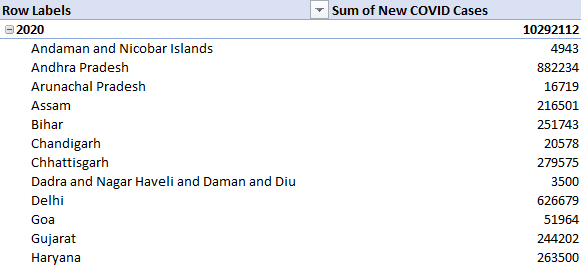 Row Labels Sum of New COVID Cases
2020 10292112
Andaman and Nicobar Islands 4943
Andhra Pradesh 882234
Arunachal Pradesh 16719
Assam 216501
Bihar 251743
Chandigarh 20578
Chhattisgarh 279575
Dadra and Nagar Haveli and Daman and Diu 3500
Delhi 626679
Goa 51964
Gujarat 244202
Haryana 263500